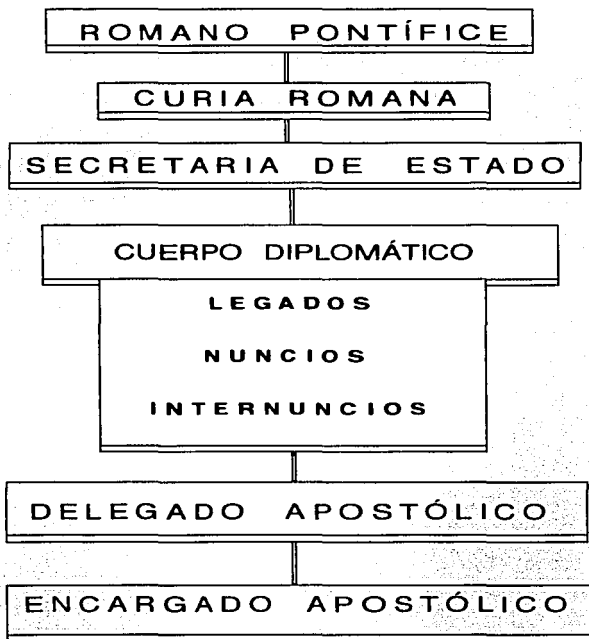 ROMANO PONTÍFICE
CURIA ROMANA
SECRETARIA DE ESTADO
CUERPO DIPLOMÁTICO
LEGADOS
NUNCIOS
INTERNUNCIOS
DELEGADO APOSTÓLICO
ENCARGADO APOSTÓLICO